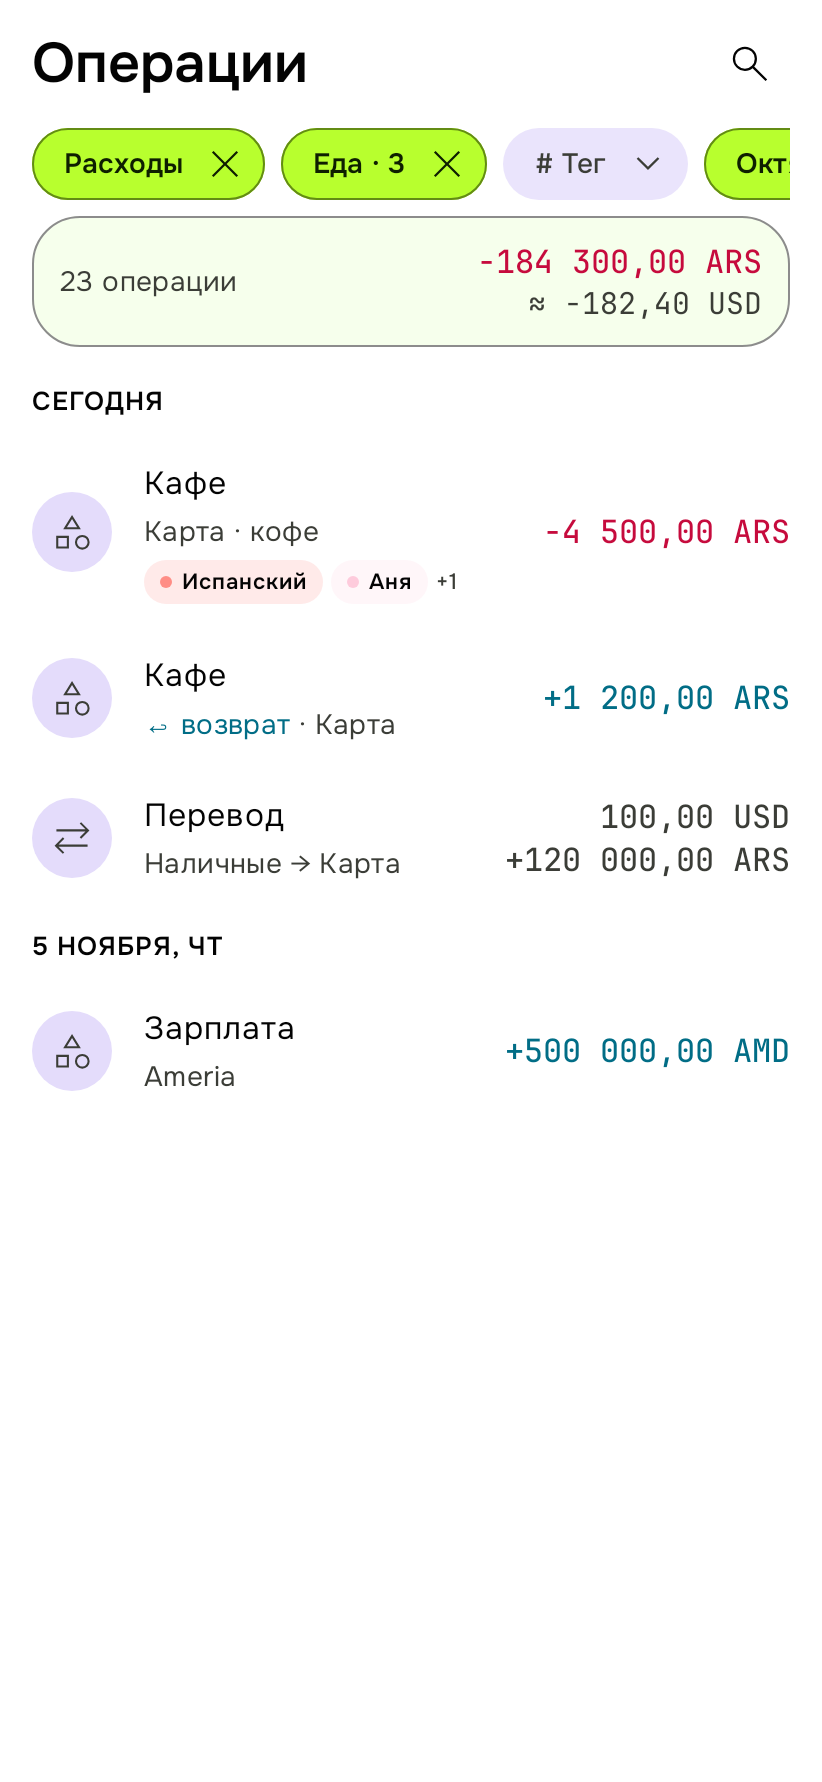 Операции
Расходы
Еда · 3
# Тег
Окт
23 операции
-184 300,00 ARS
≈ -182,40 USD
СЕГОДНЯ
Кафе
Карта · кофе
-4 500,00 ARS
Испанский
Аня
+1
Кафе
↩ возврат · Карта
+1 200,00 ARS
Перевод
100,00 USD
Наличные → Карта
+120 000,00 ARS
5 НОЯБРЯ, ЧТ
Зарплата
Ameria
+500 000,00 AMD